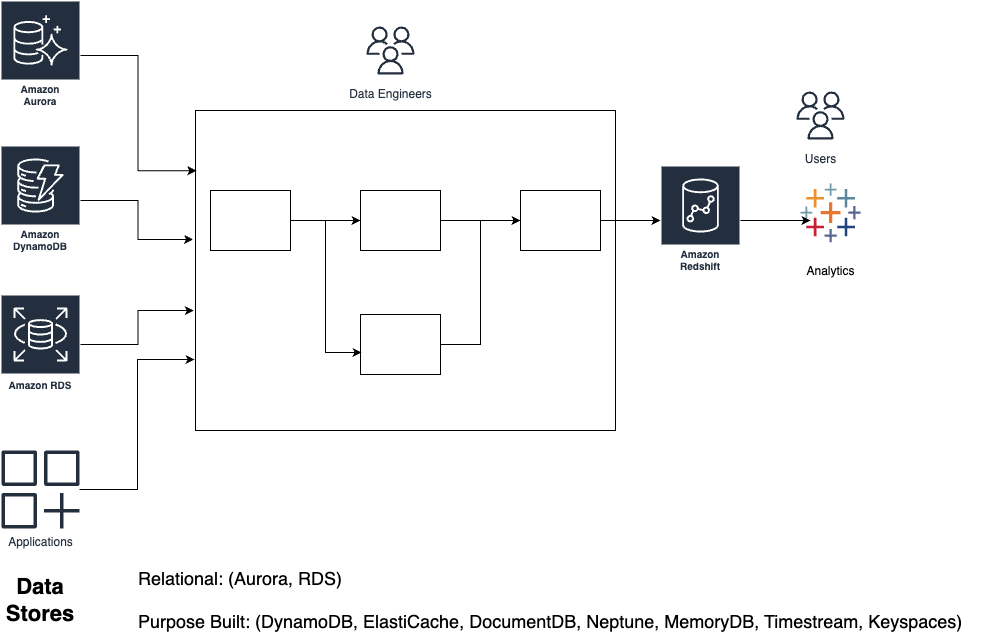 Amazon
Aurora
Data Engineers
Users
Amazon
DynamoDB
Amazon
Redshift
Analytics
Amazon RDS
Applications
Data
Stores
Relational: (Aurora, RDS)
Purpose Built: (DynamoDB, ElastiCache, DocumentDB, Neptune, MemoryDB, Timestream, Keyspaces)